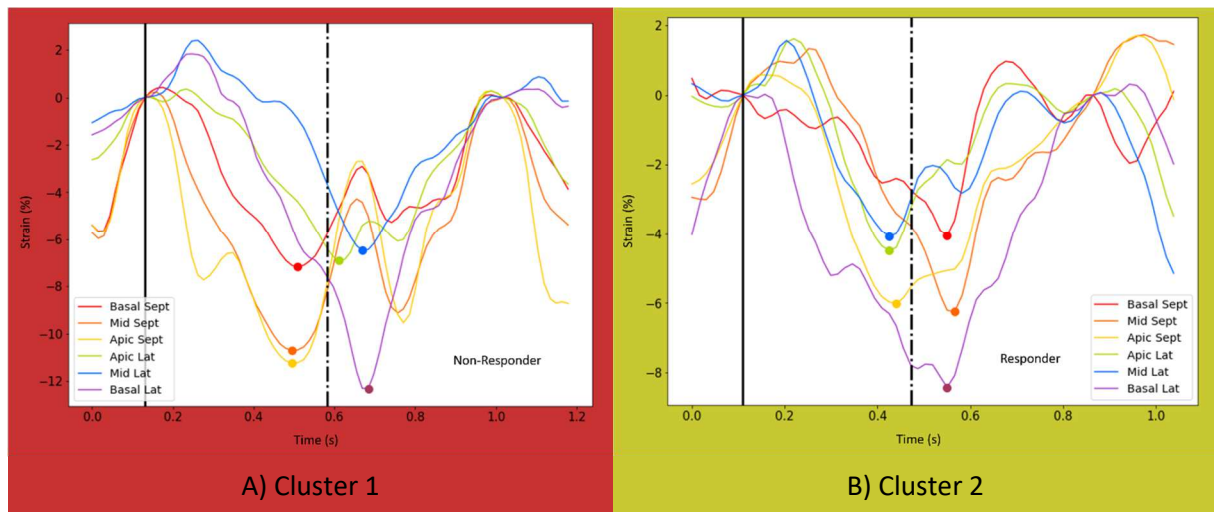 2
0
−2
−4
−6
−8
−10
−12
Strain (%)
Basal Sept
Mid Sept
Apic Sept
Apic Lat
Mid Lat
Basal Lat
Non-Responder
0.0 0.2 0.4 0.6 0.8 1.0 1.2
Time (s)
A) Cluster 1
2
0
−2
−4
−6
−8
Strain (%)
Basal Sept
Mid Sept
Apic Sept
Apic Lat
Mid Lat
Basal Lat
Responder
0.0 0.2 0.4 0.6 0.8 1.0
Time (s)
B) Cluster 2